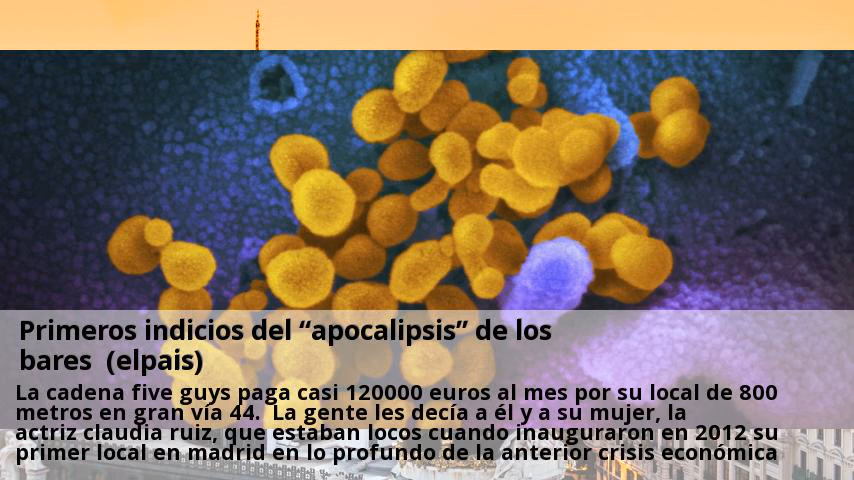 Primeros indicios del “apocalipsis” de los
bares  (elpais)
La cadena five guys paga casi 120000 euros al mes por su local de 800
metros en gran vía 44.  La gente les decía a él y a su mujer, la
actriz claudia ruiz, que estaban locos cuando inauguraron en 2012 su
primer local en madrid en lo profundo de la anterior crisis económica